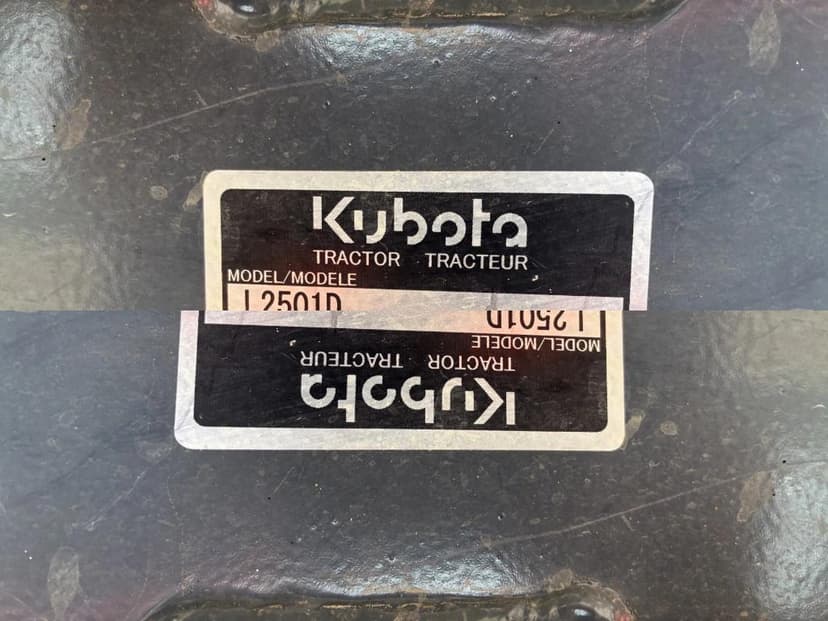 Kubota
TRACTOR TRACTEUR
MODEL/MODELE
L2501D
L2501D
MODEL/MODELE
TRACTOR TRACTEUR
Kubota